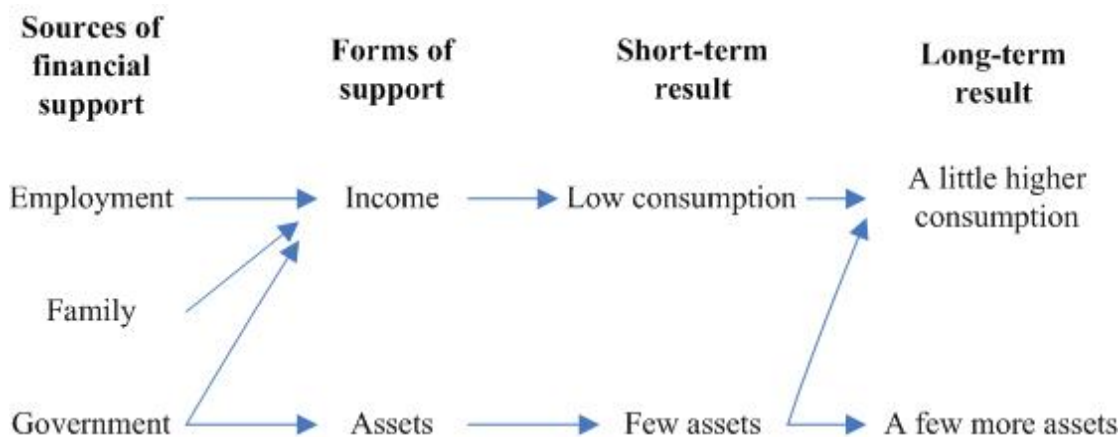 Sources of
financial
support
Forms of
support
Short-term
result
Long-term
result
Employment
Income
Low consumption
A little higher
consumption
Family
Government
Assets
Few assets
A few more assets